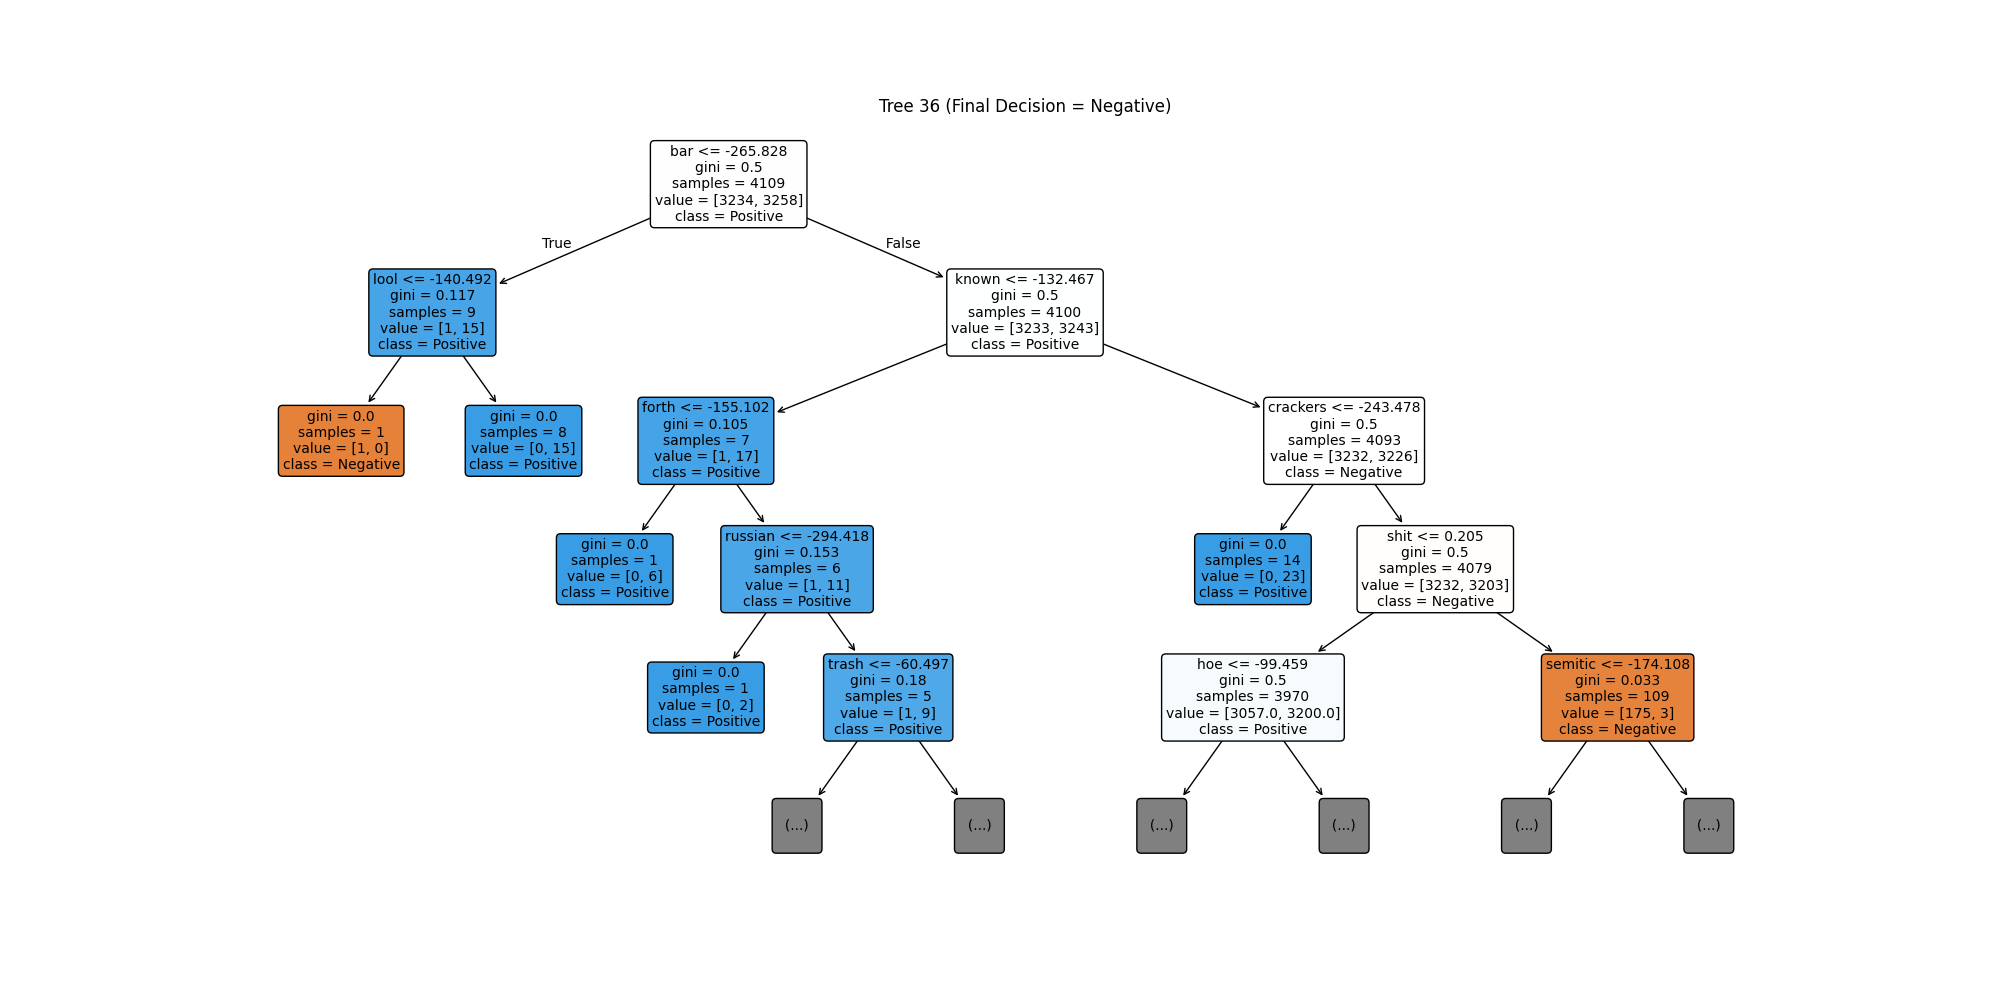 Tree 36 (Final Decision = Negative)
bar <= -265.828
gini = 0.5
samples = 4109
value = [3234, 3258]
class = Positive
True
False
lool <= -140.492
gini = 0.117
samples = 9
value = [1, 15]
class = Positive
known <= -132.467
gini = 0.5
samples = 4100
value = [3233, 3243]
class = Positive
gini = 0.0
samples = 1
value = [1, 0]
class = Negative
gini = 0.0
samples = 8
value = [0, 15]
class = Positive
forth <= -155.102
gini = 0.105
samples = 7
value = [1, 17]
class = Positive
crackers <= -243.478
gini = 0.5
samples = 4093
value = [3232, 3226]
class = Negative
gini = 0.0
samples = 1
value = [0, 6]
class = Positive
russian <= -294.418
gini = 0.153
samples = 6
value = [1, 11]
class = Positive
gini = 0.0
samples = 14
value = [0, 23]
class = Positive
shit <= 0.205
gini = 0.5
samples = 4079
value = [3232, 3203]
class = Negative
gini = 0.0
samples = 1
value = [0, 2]
class = Positive
trash <= -60.497
gini = 0.18
samples = 5
value = [1, 9]
class = Positive
hoe <= -99.459
gini = 0.5
samples = 3970
value = [3057.0, 3200.0]
class = Positive
semitic <= -174.108
gini = 0.033
samples = 109
value = [175, 3]
class = Negative
(...)
(...)
(...)
(...)
(...)
(...)